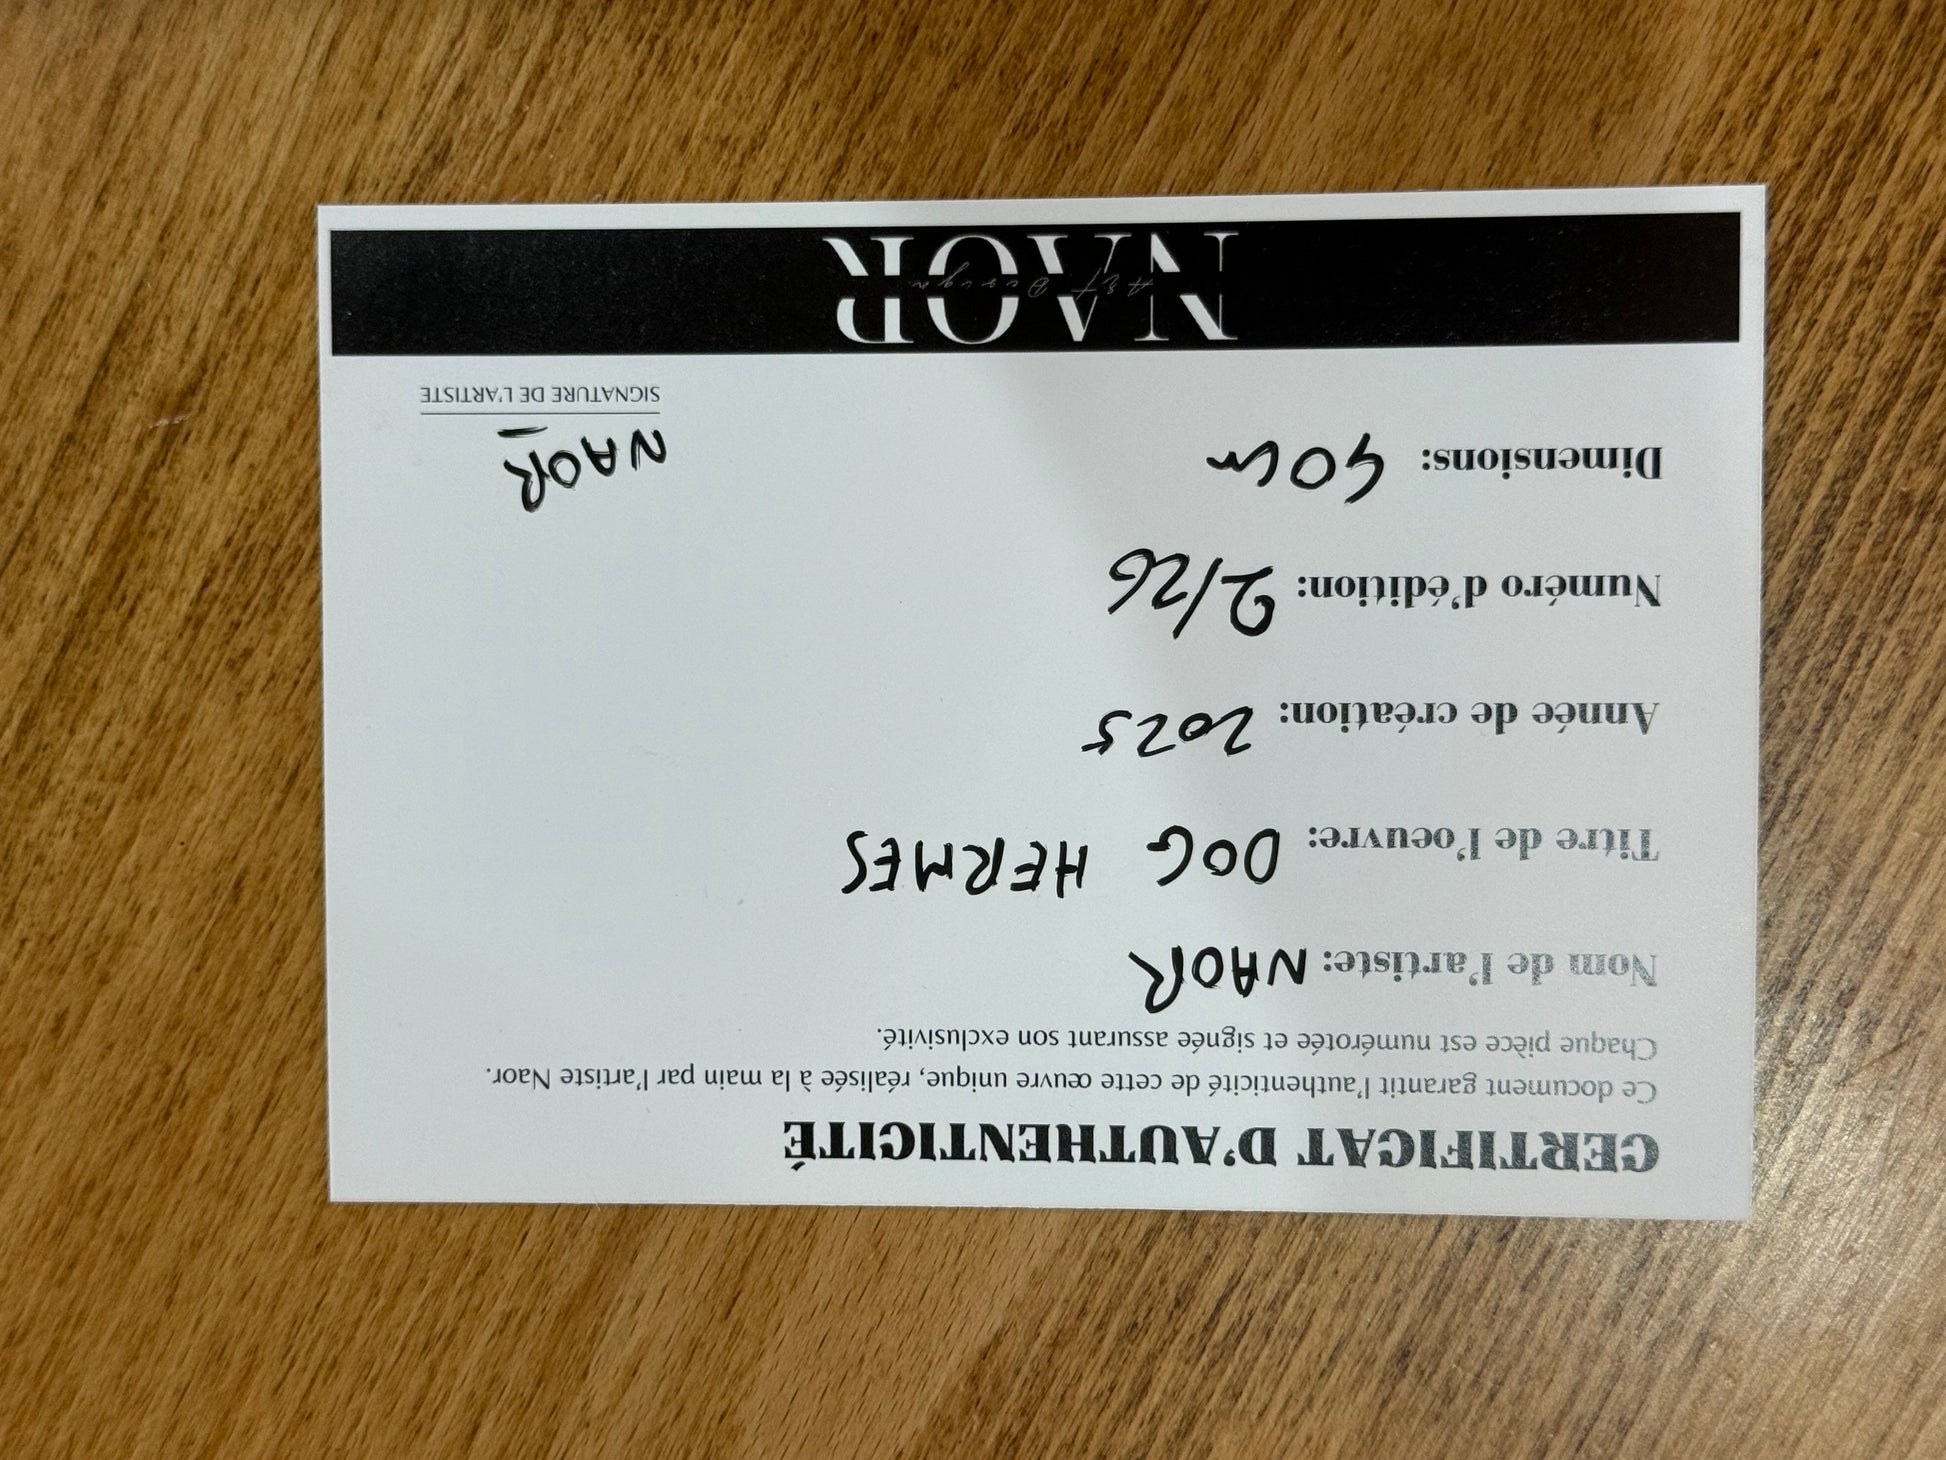 CERTIFICAT D'AUTHENTICITÉ
Ce document garantit l'authenticité de cette œuvre unique, réalisée à la main par l'artiste Naor.
Chaque pièce est numérotée et signée assurant son exclusivité.
Nom de l'artiste: NAOR
Titre de l'oeuvre: DOG HERMES
Année de création: 2025
Numéro d'édition: 2/26
Dimensions: 40cm
NAOR
SIGNATURE DE L'ARTISTE
NAOR
Art Design